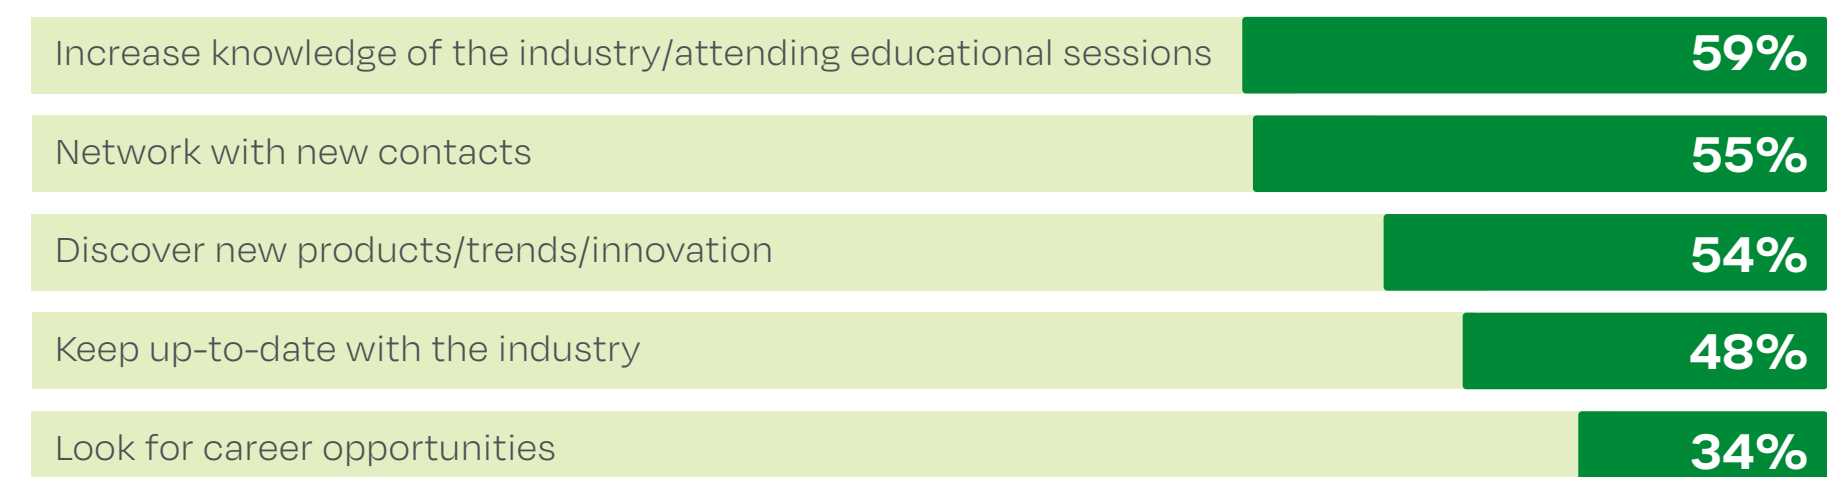 Increase knowledge of the industry/attending educational sessions 59%
Network with new contacts 55%
Discover new products/trends/innovation 54%
Keep up-to-date with the industry 48%
Look for career opportunities 34%